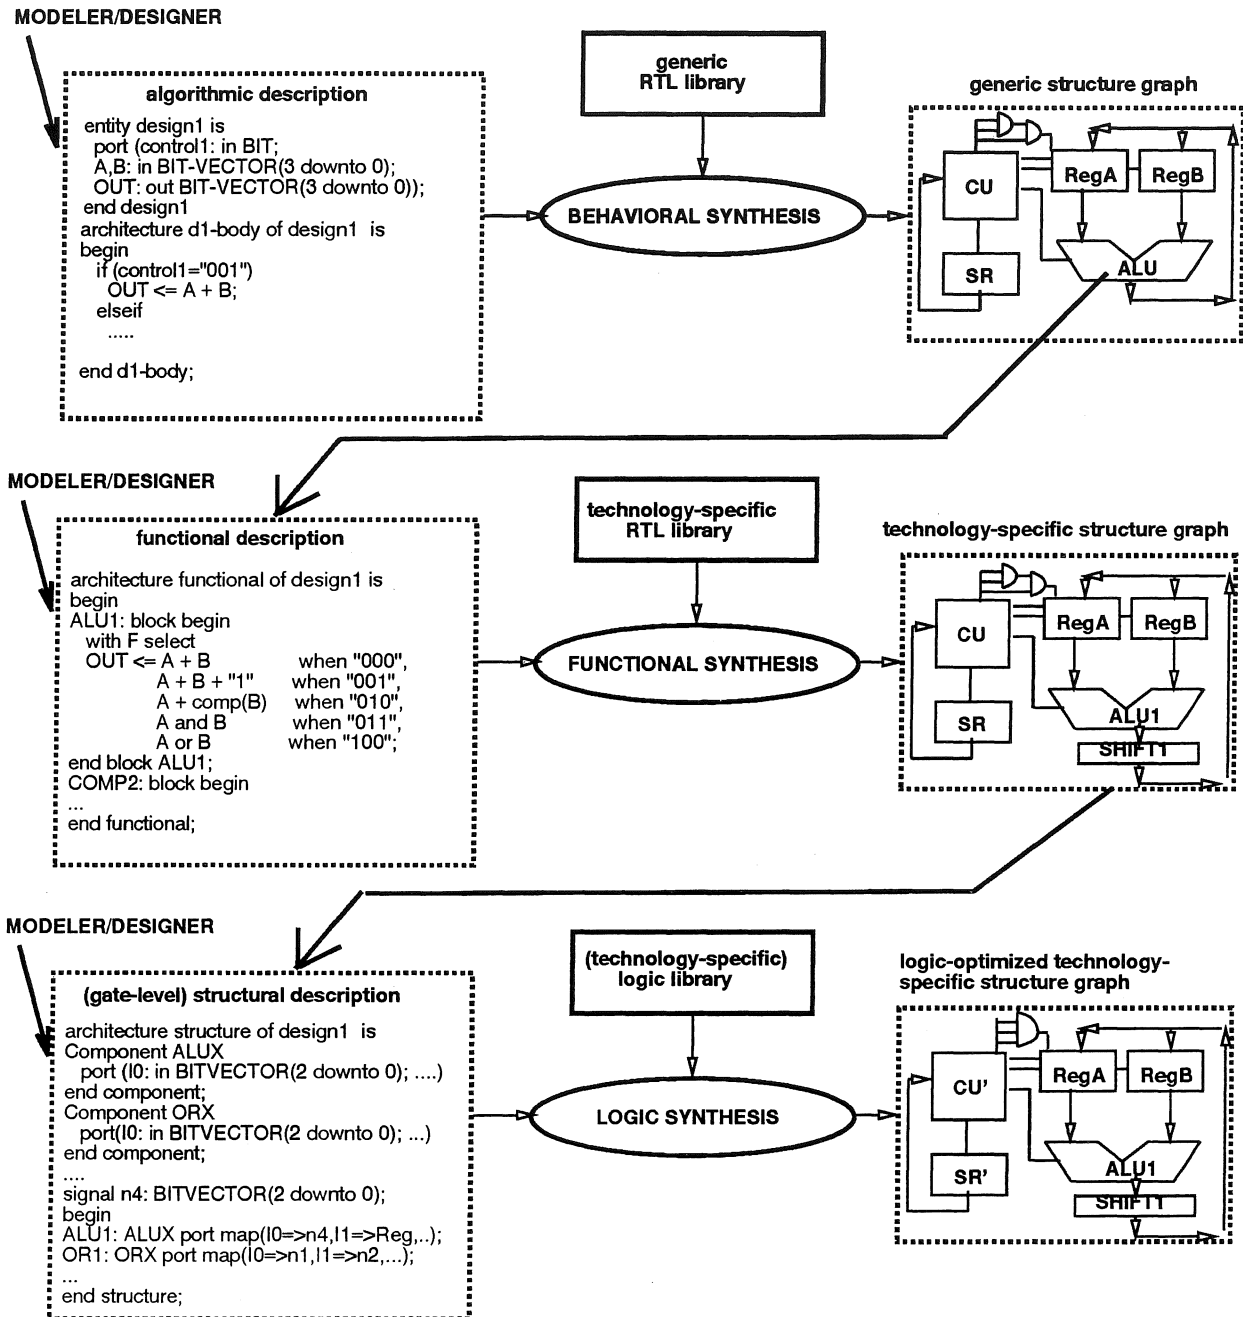 MODELER/DESIGNER
algorithmic description
entity design1 is
port (control1: in BIT;
A,B: in BIT-VECTOR(3 downto 0);
OUT: out BIT-VECTOR(3 downto 0));
end design1
architecture d1-body of design1 is
begin
if (control1="001")
OUT <= A + B;
elseif
.....
end d1-body;
generic
RTL library
BEHAVIORAL SYNTHESIS
generic structure graph
CU
RegA
RegB
SR
ALU
MODELER/DESIGNER
functional description
architecture functional of design1 is
begin
ALU1: block begin
with F select
OUT <= A + B when "000",
A + B + "1" when "001",
A + comp(B) when "010",
A and B when "011",
A or B when "100";
end block ALU1;
COMP2: block begin
...
end functional;
technology-specific
RTL library
FUNCTIONAL SYNTHESIS
technology-specific structure graph
CU
RegA
RegB
SR
ALU1
SHIFT1
MODELER/DESIGNER
(gate-level) structural description
architecture structure of design1 is
Component ALUX
port (I0: in BITVECTOR(2 downto 0); ....)
end component;
Component ORX
port(I0: in BITVECTOR(2 downto 0); ...)
end component;
....
signal n4: BITVECTOR(2 downto 0);
begin
ALU1: ALUX port map(I0=>n4,I1=>Reg,..);
OR1: ORX port map(I0=>n1,I1=>n2,...);
...
end structure;
(technology-specific)
logic library
LOGIC SYNTHESIS
logic-optimized technology-
specific structure graph
CU'
RegA
RegB
SR'
ALU1
SHIFT1